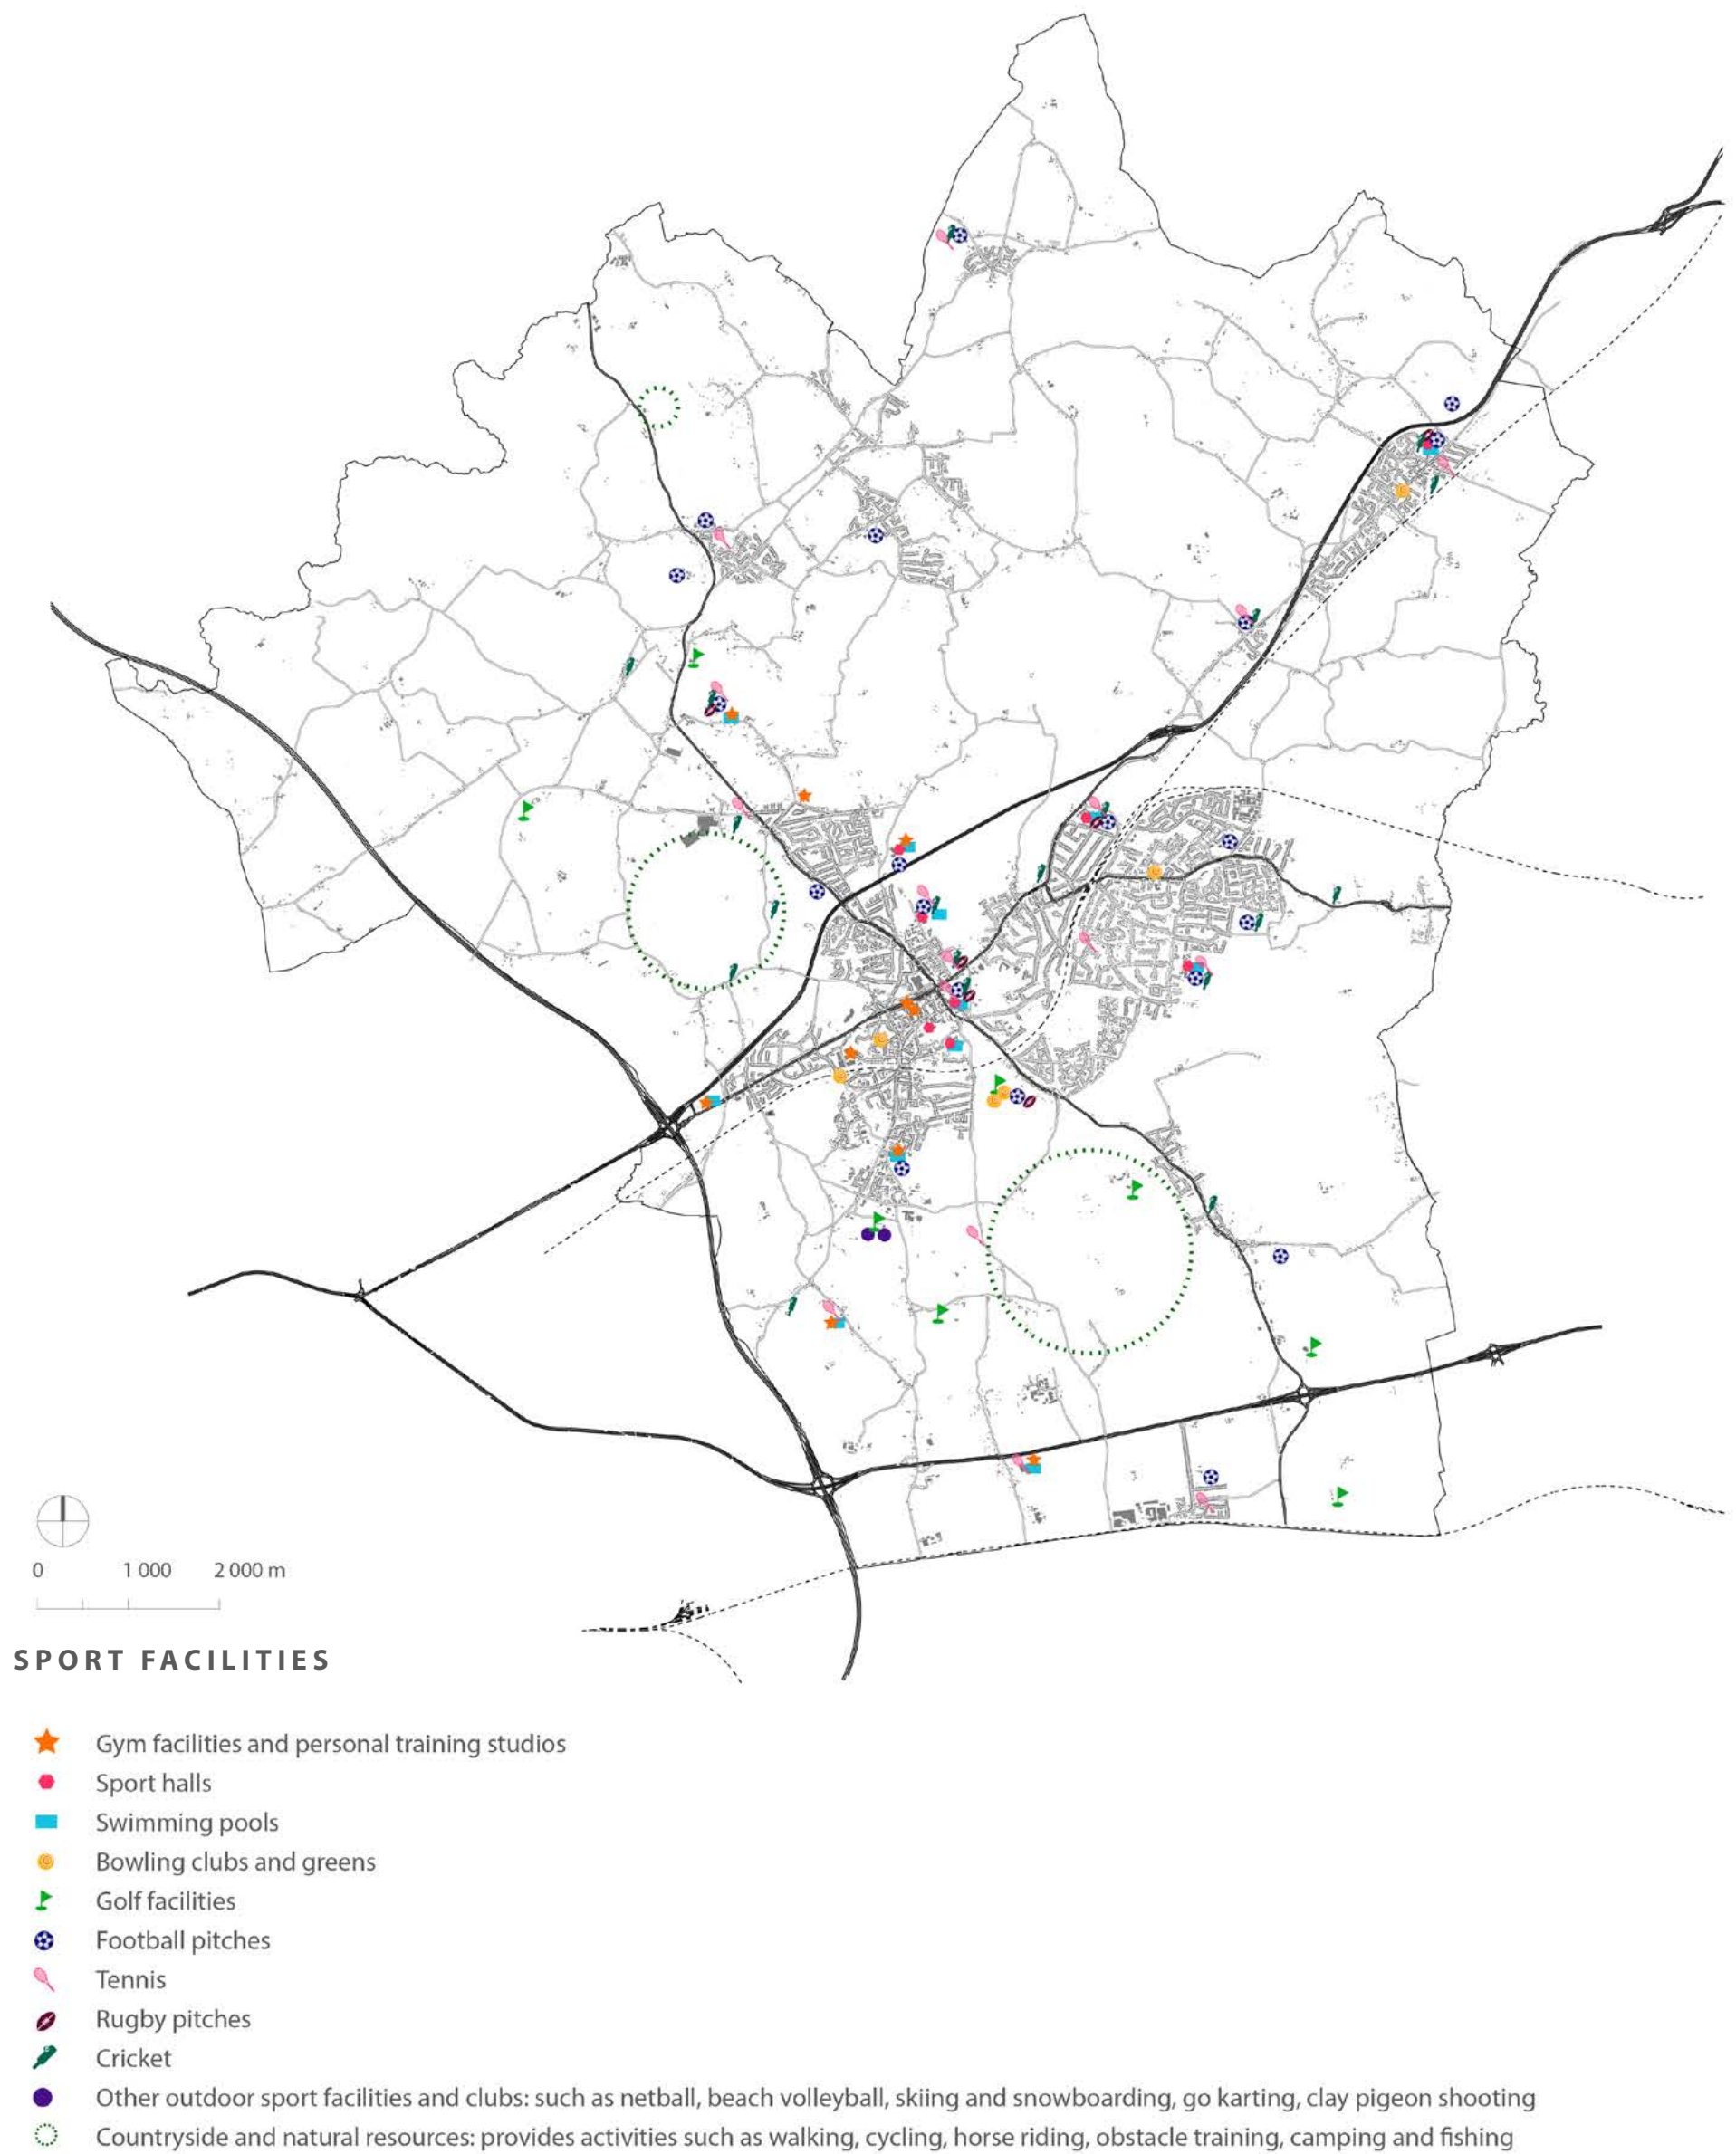 0 1 000 2 000 m
SPORT FACILITIES
Gym facilities and personal training studios
Sport halls
Swimming pools
Bowling clubs and greens
Golf facilities
Football pitches
Tennis
Rugby pitches
Cricket
Other outdoor sport facilities and clubs: such as netball, beach volleyball, skiing and snowboarding, go karting, clay pigeon shooting
Countryside and natural resources: provides activities such as walking, cycling, horse riding, obstacle training, camping and fishing